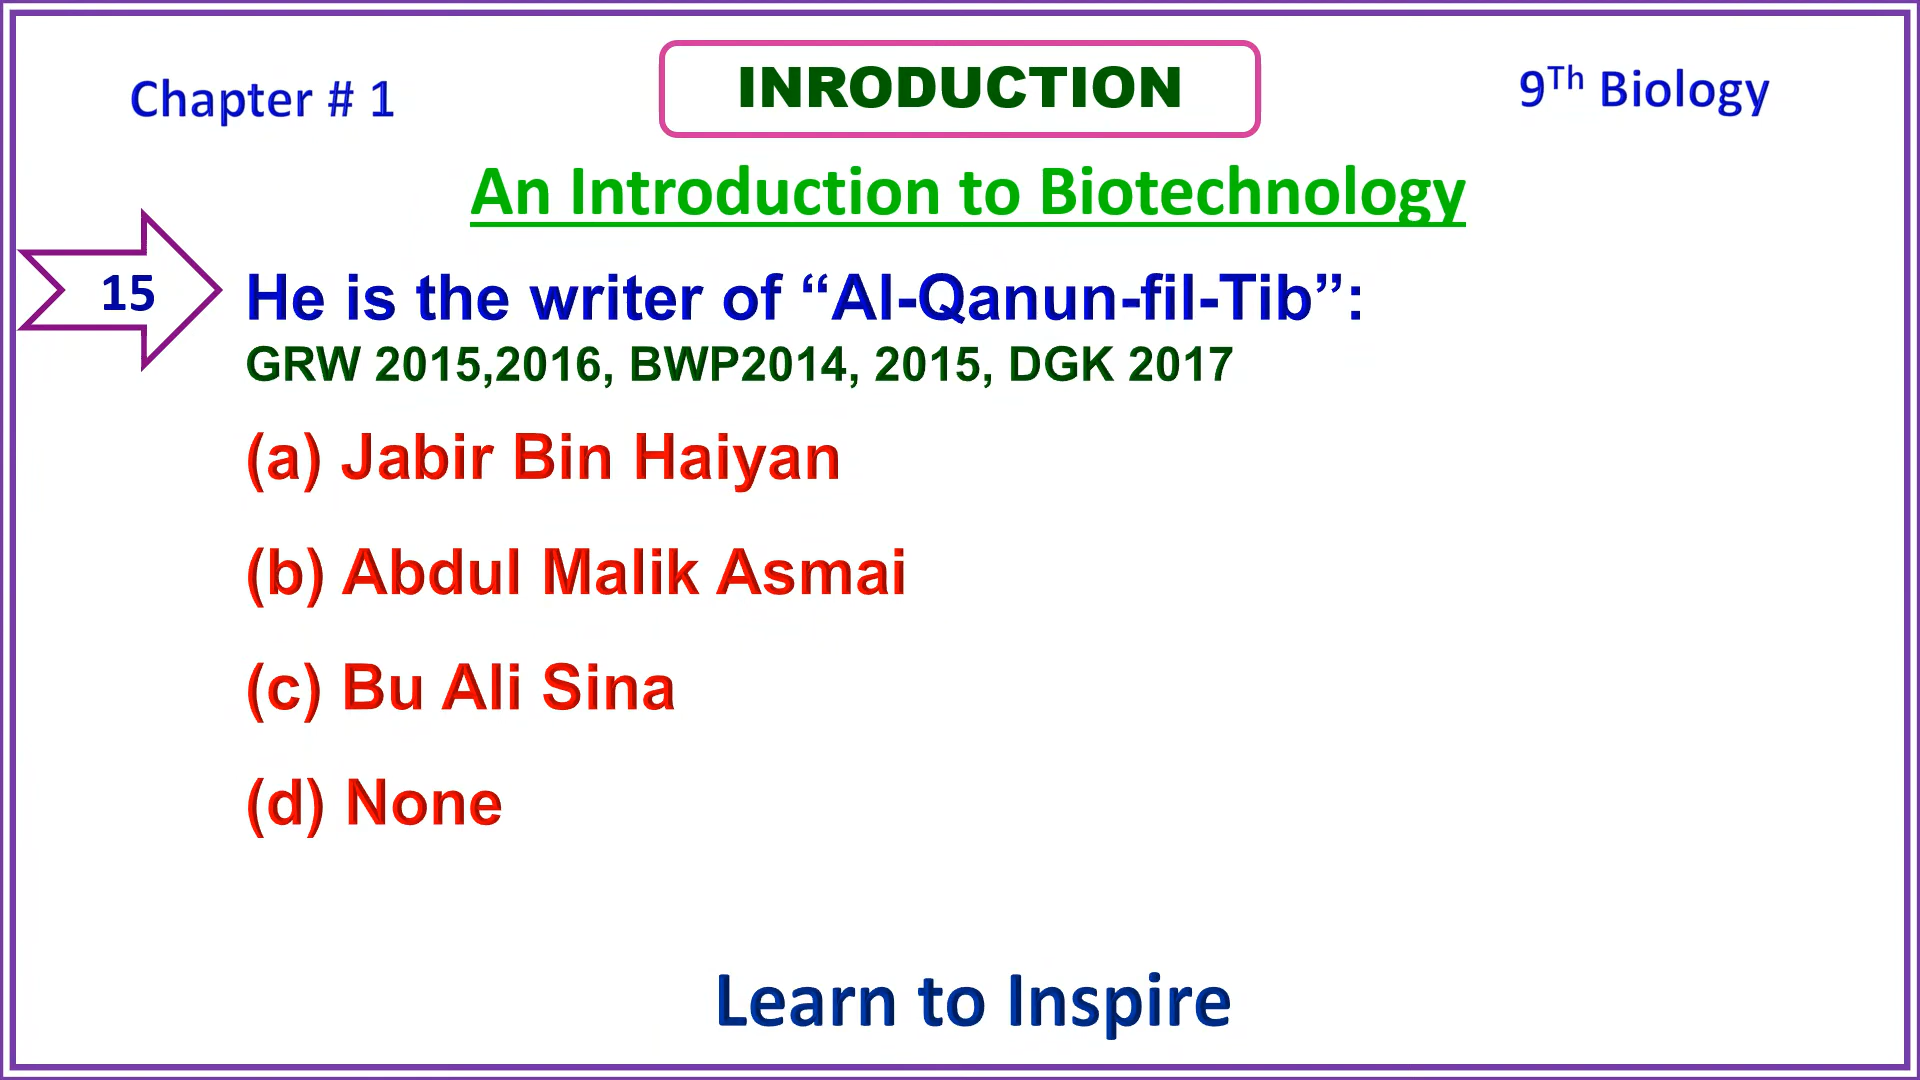 Chapter # 1
INRODUCTION
9Th Biology
An Introduction to Biotechnology
15
He is the writer of “Al-Qanun-fil-Tib”:
GRW 2015,2016, BWP2014, 2015, DGK 2017
(a) Jabir Bin Haiyan
(b) Abdul Malik Asmai
(c) Bu Ali Sina
(d) None
Learn to Inspire